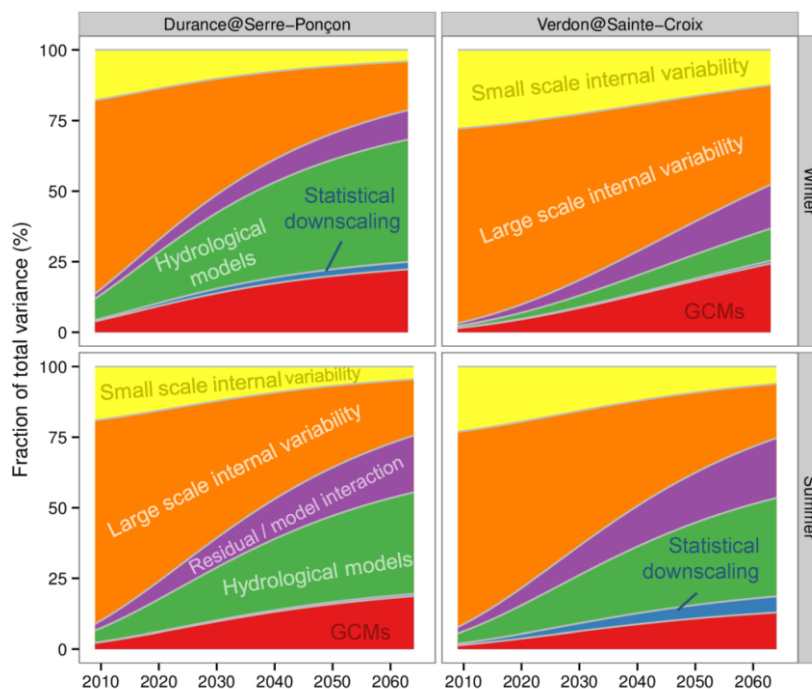 Durance@Serre−Ponçon
Verdon@Sainte−Croix
Fraction of total variance (%)
100
75
50
25
0
Statistical
downscaling
Hydrological
models
Small scale internal variability
Large scale internal variability
GCMs
Winter
100
75
50
25
0
Small scale internal variability
Large scale internal variability
Residual / model interaction
Hydrological models
GCMs
Statistical
downscaling
Summer
2010 2020 2030 2040 2050 2060
2010 2020 2030 2040 2050 2060